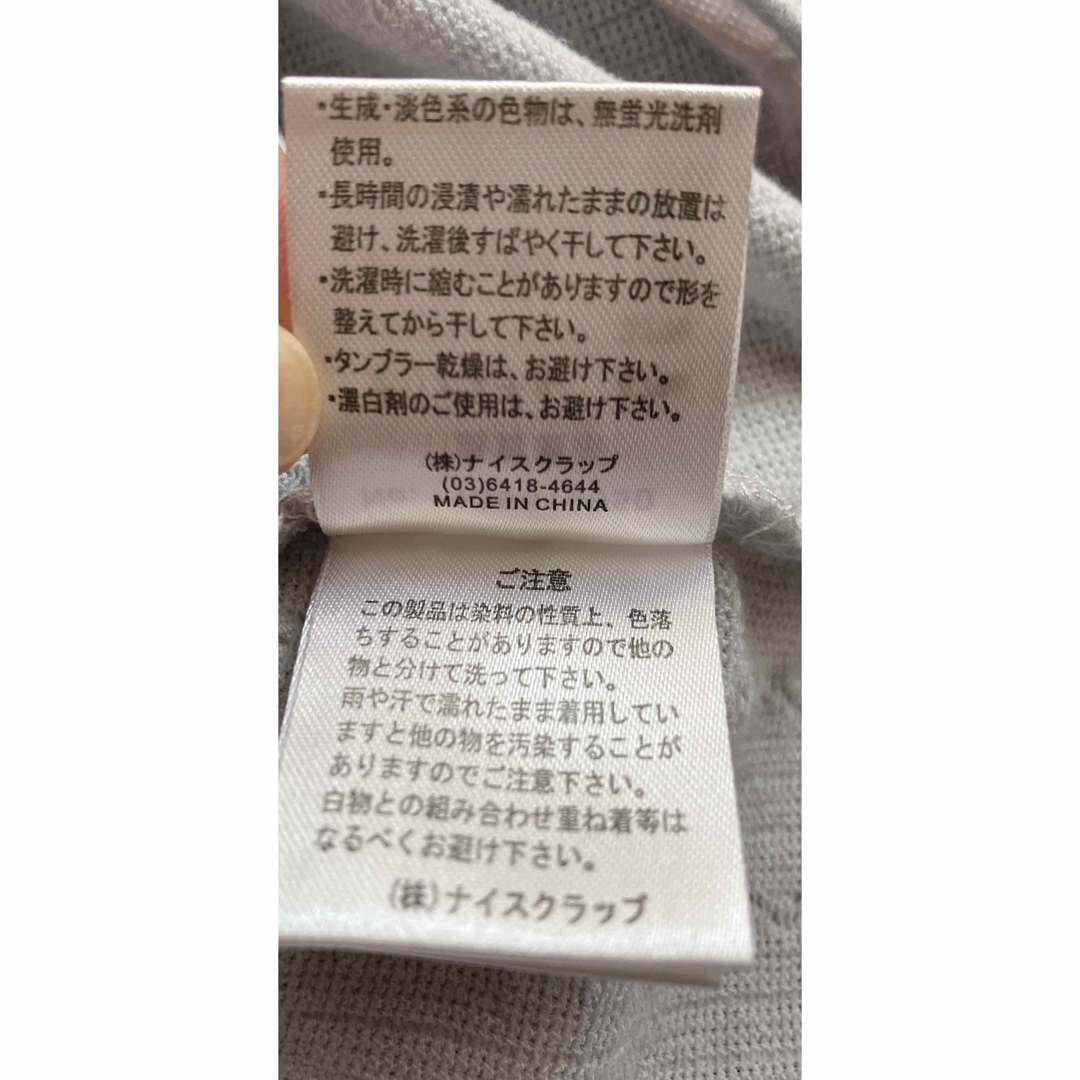 ・生成・淡色系の色物は、無蛍光洗剤
使用。
・長時間の浸漬や濡れたままの放置は
避け、洗濯後すばやく干して下さい。
・洗濯時に縮むことがありますので形を
整えてから干して下さい。
・タンブラー乾燥は、お避け下さい。
・漂白剤のご使用は、お避け下さい。
(株)ナイスクラップ
(03)6418-4644
MADE IN CHINA
ご注意
この製品は染料の性質上、色落
ちすることがありますので他の
物と分けて洗って下さい。
雨や汗で濡れたまま着用してい
ますと他の物を汚染することが
ありますのでご注意下さい。
白物との組み合わせ重ね着等は
なるべくお避け下さい。
(株)ナイスクラップ